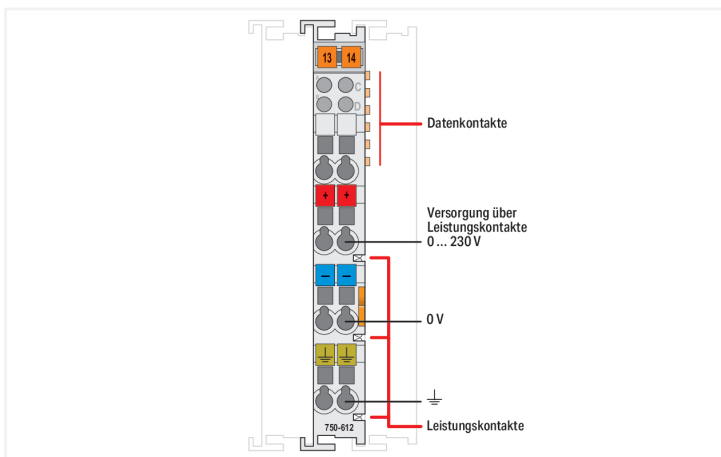 13 14
C
D
Datenkontakte
+ +
Versorgung über
Leistungskontakte
0 ... 230 V
– –
0 V
750-612
Leistungskontakte